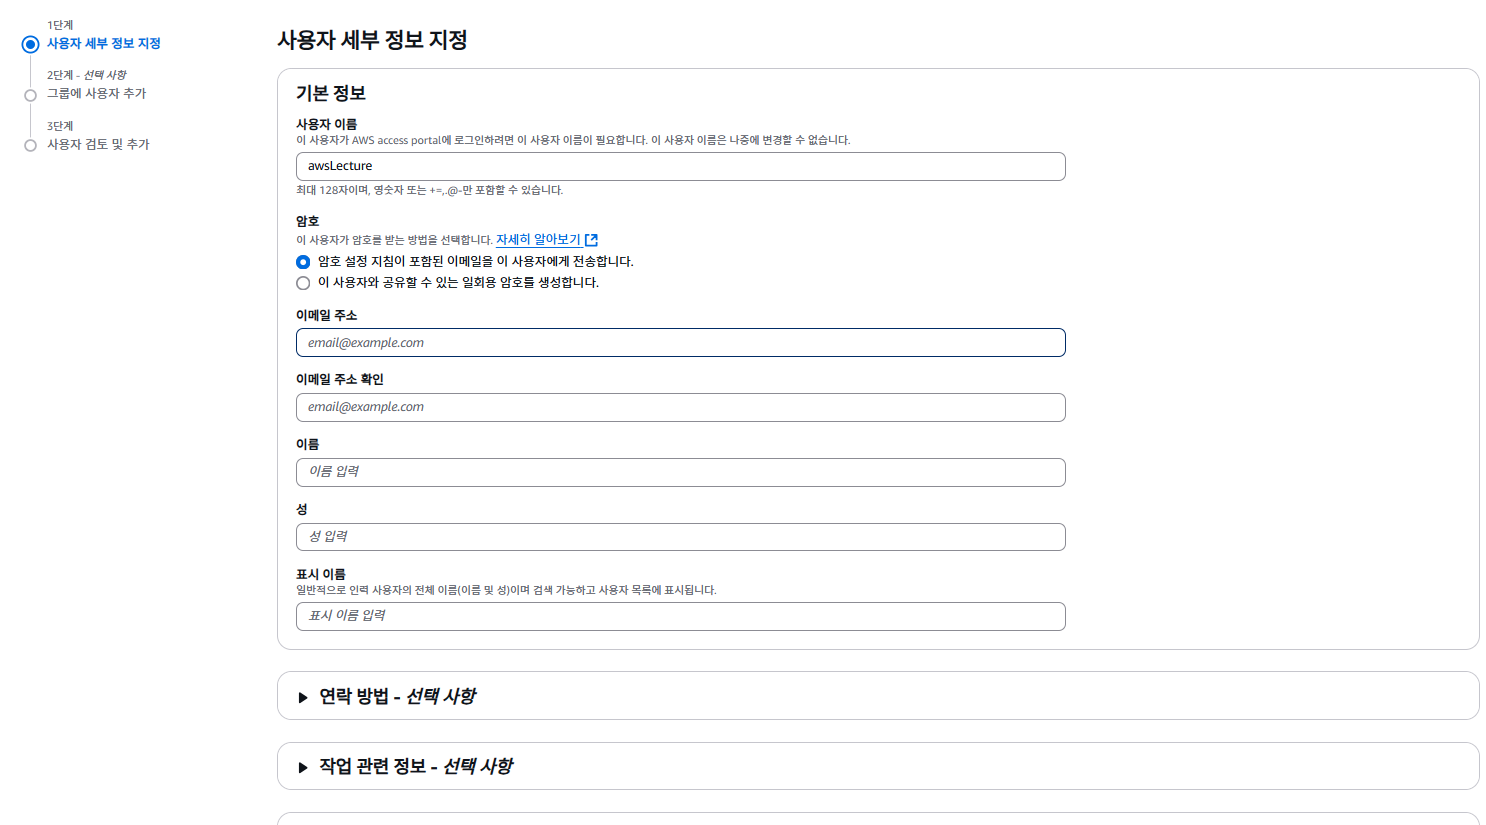 1단계
사용자 세부 정보 지정
2단계 - 선택 사항
그룹에 사용자 추가
3단계
사용자 검토 및 추가
사용자 세부 정보 지정
기본 정보
사용자 이름
이 사용자가 AWS access portal에 로그인하려면 이 사용자 이름이 필요합니다. 이 사용자 이름은 나중에 변경할 수 없습니다.
awsLecture
최대 128자이며, 영숫자 또는 +=,.@-만 포함할 수 있습니다.
암호
이 사용자가 암호를 받는 방법을 선택합니다. 자세히 알아보기
암호 설정 지침이 포함된 이메일을 이 사용자에게 전송합니다.
이 사용자와 공유할 수 있는 일회용 암호를 생성합니다.
이메일 주소
email@example.com
이메일 주소 확인
email@example.com
이름
이름 입력
성
성 입력
표시 이름
일반적으로 인력 사용자의 전체 이름(이름 및 성)이며 검색 가능하고 사용자 목록에 표시됩니다.
표시 이름 입력
연락 방법 - 선택 사항
작업 관련 정보 - 선택 사항